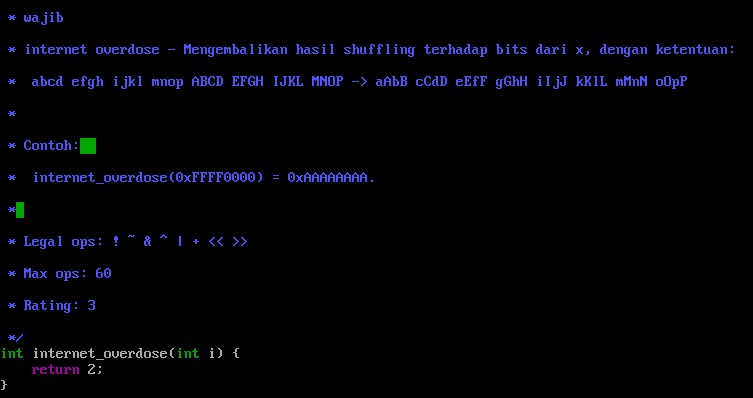 * wajib
* internet overdose - Mengembalikan hasil shuffling terhadap bits dari x, dengan ketentuan:
*  abcd efgh ijkl mnop ABCD EFGH IJKL MNOP -> aAbB cCdD eEfF gGhH iIjJ kKlL mMnN oOpP
*
* Contoh:
*  internet_overdose(0xFFFF0000) = 0xAAAAAAAA.
*
* Legal ops: ! ~ & ^ | + << >>
* Max ops: 60
* Rating: 3
*/
int internet_overdose(int i) {
    return 2;
}